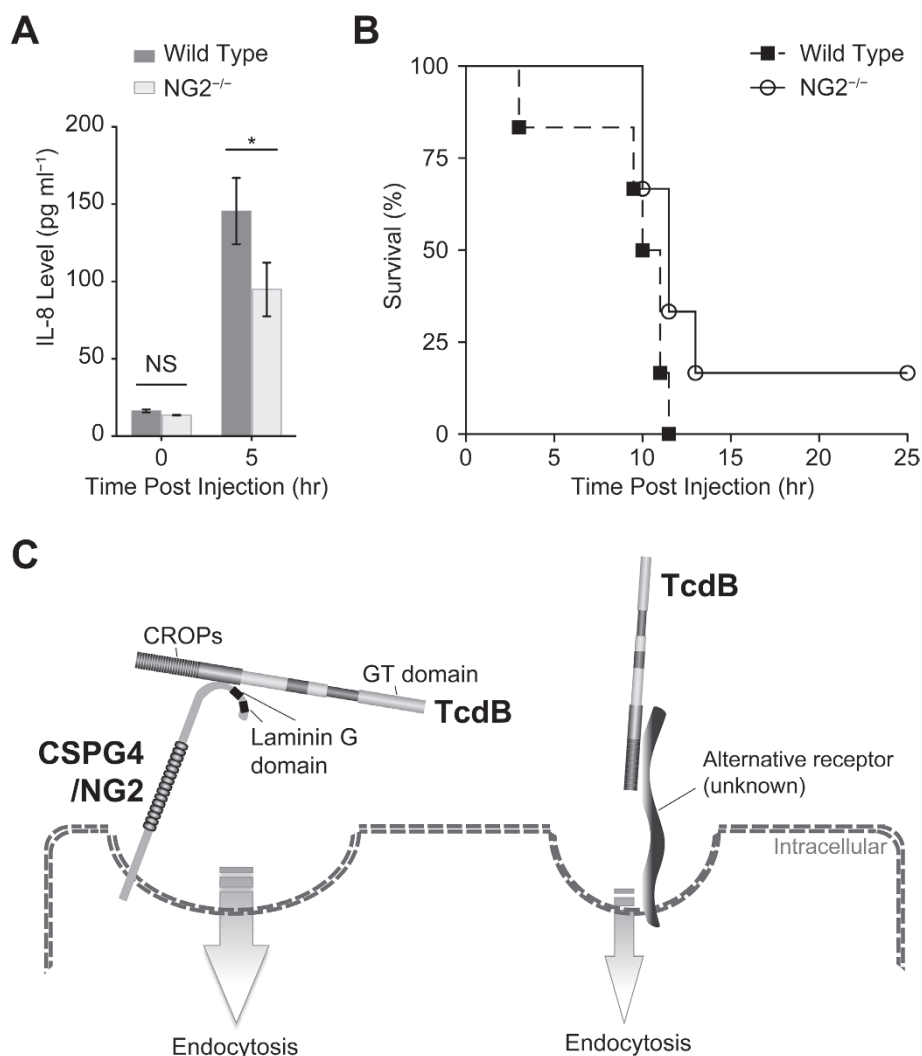 A
Wild Type
NG2⁻/⁻
IL-8 Level (pg ml⁻¹)
200
150
100
50
0
NS
*
0
5
Time Post Injection (hr)
B
Wild Type
NG2⁻/⁻
Survival (%)
100
75
50
25
0
0
5
10
15
20
25
Time Post Injection (hr)
C
CROPs
GT domain
TcdB
Laminin G
domain
CSPG4
/NG2
Endocytosis
TcdB
Alternative receptor
(unknown)
Intracellular
Endocytosis